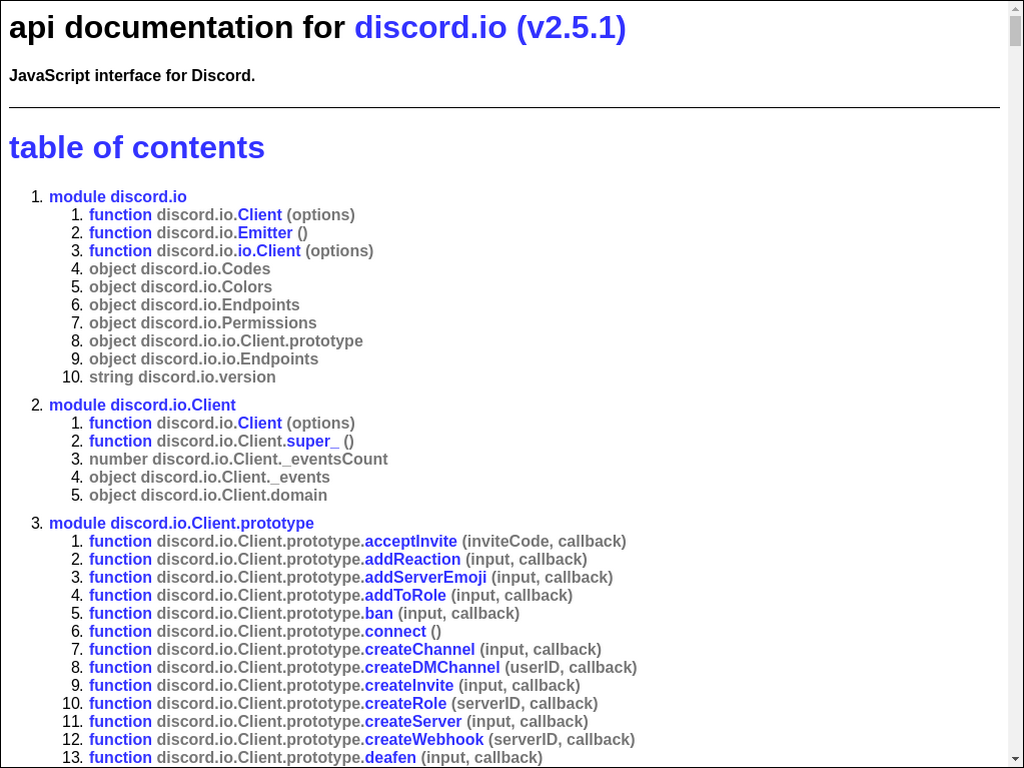 api documentation for discord.io (v2.5.1)
JavaScript interface for Discord.
table of contents
1. module discord.io
1. function discord.io.Client (options)
2. function discord.io.Emitter ()
3. function discord.io.io.Client (options)
4. object discord.io.Codes
5. object discord.io.Colors
6. object discord.io.Endpoints
7. object discord.io.Permissions
8. object discord.io.io.Client.prototype
9. object discord.io.io.Endpoints
10. string discord.io.version
2. module discord.io.Client
1. function discord.io.Client (options)
2. function discord.io.Client.super_ ()
3. number discord.io.Client._eventsCount
4. object discord.io.Client._events
5. object discord.io.Client.domain
3. module discord.io.Client.prototype
1. function discord.io.Client.prototype.acceptInvite (inviteCode, callback)
2. function discord.io.Client.prototype.addReaction (input, callback)
3. function discord.io.Client.prototype.addServerEmoji (input, callback)
4. function discord.io.Client.prototype.addToRole (input, callback)
5. function discord.io.Client.prototype.ban (input, callback)
6. function discord.io.Client.prototype.connect ()
7. function discord.io.Client.prototype.createChannel (input, callback)
8. function discord.io.Client.prototype.createDMChannel (userID, callback)
9. function discord.io.Client.prototype.createInvite (input, callback)
10. function discord.io.Client.prototype.createRole (serverID, callback)
11. function discord.io.Client.prototype.createServer (input, callback)
12. function discord.io.Client.prototype.createWebhook (serverID, callback)
13. function discord.io.Client.prototype.deafen (input, callback)